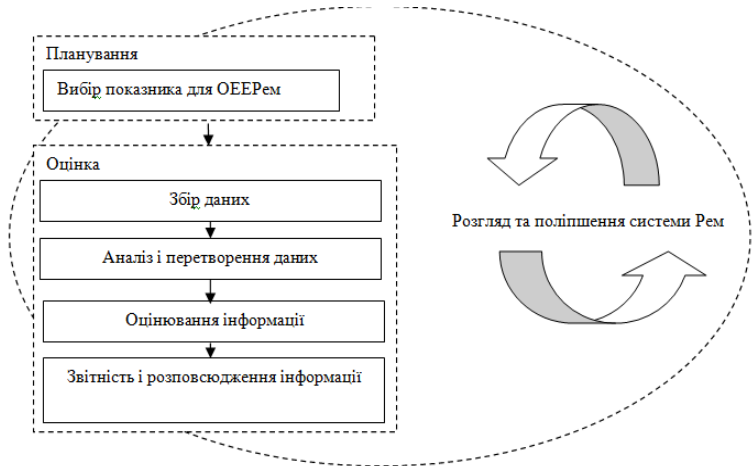 Планування
Вибір показника для ОЕЕРем
Оцінка
Збір даних
Аналіз і перетворення даних
Оцінювання інформації
Звітність і розповсюдження інформації
Розгляд та поліпшення системи Рем